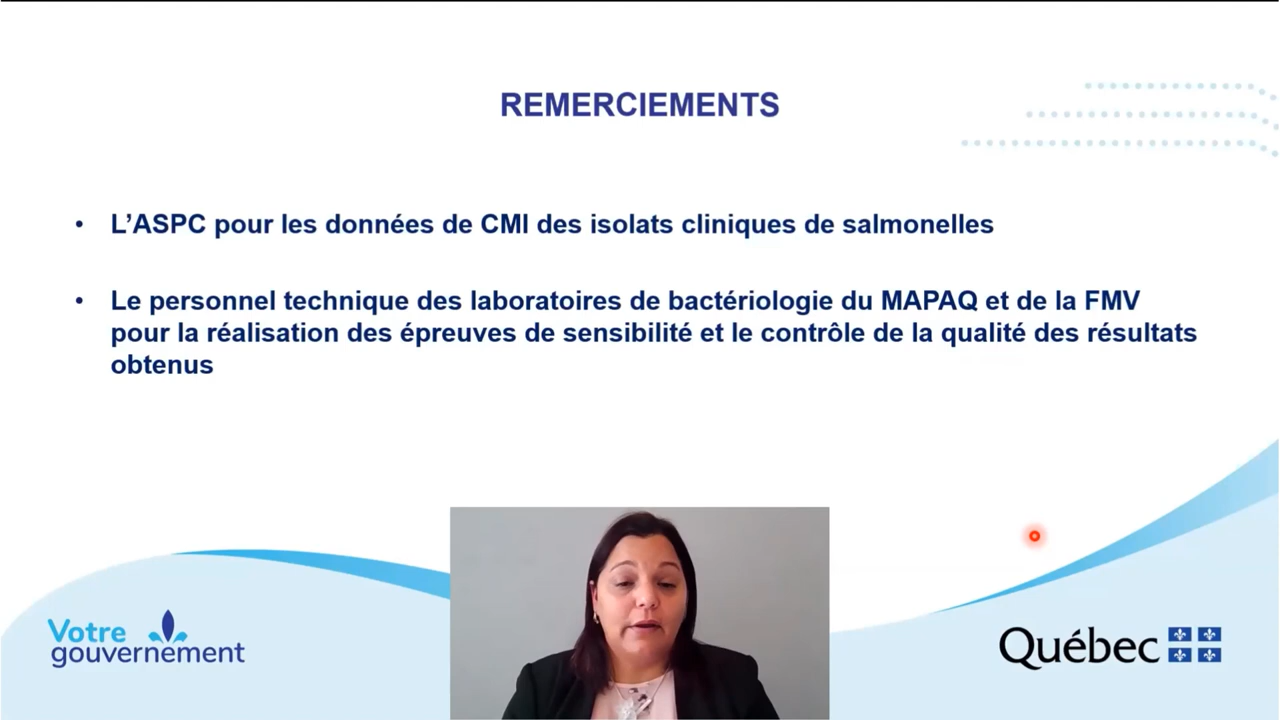 REMERCIEMENTS
• L’ASPC pour les données de CMI des isolats cliniques de salmonelles
• Le personnel technique des laboratoires de bactériologie du MAPAQ et de la FMV
pour la réalisation des épreuves de sensibilité et le contrôle de la qualité des résultats
obtenus
Votre
gouvernement
Québec